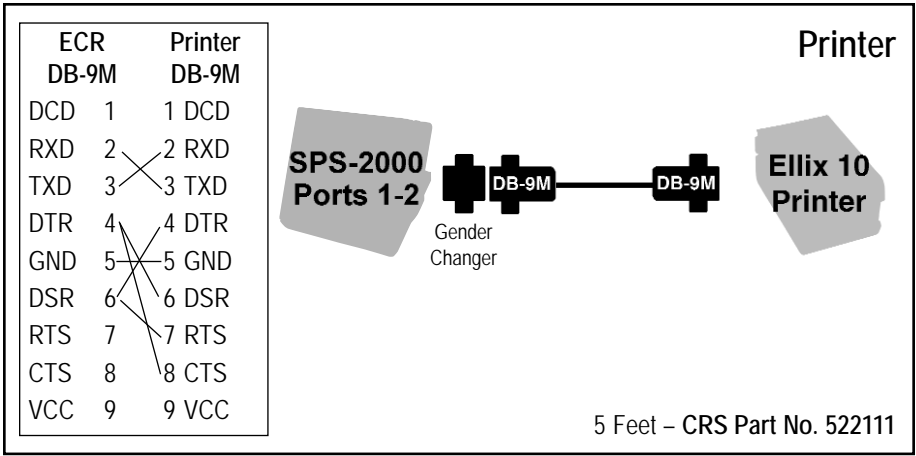 ECR Printer
DB-9M DB-9M
DCD 1 1 DCD
RXD 2 2 RXD
TXD 3 3 TXD
DTR 4 4 DTR
GND 5 5 GND
DSR 6 6 DSR
RTS 7 7 RTS
CTS 8 8 CTS
VCC 9 9 VCC
Printer
SPS-2000
Ports 1-2
DB-9M
DB-9M
Gender
Changer
Ellix 10
Printer
5 Feet – CRS Part No. 522111